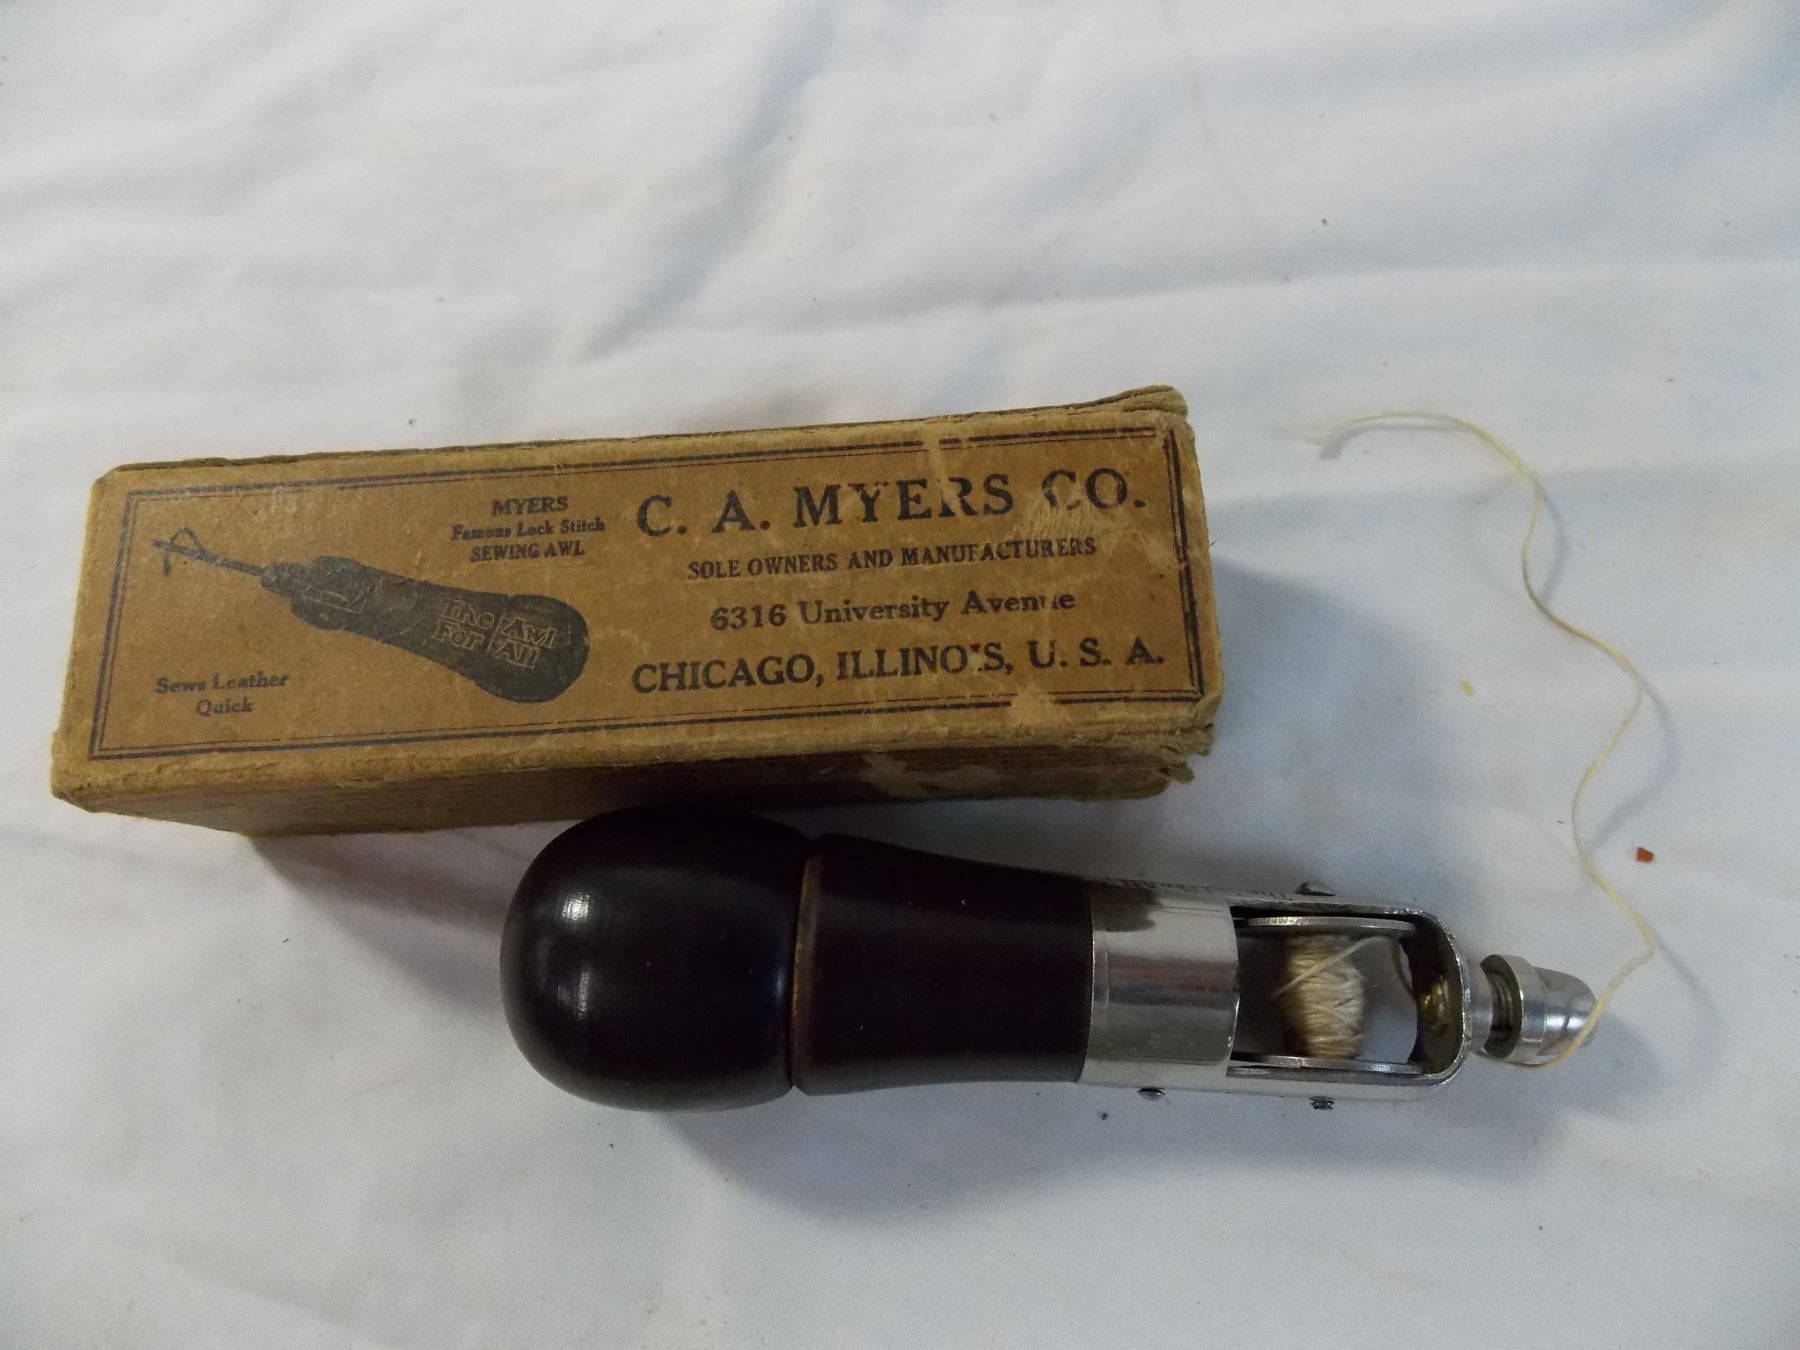 MYERS
Famous Lock Stitch
SEWING AWL
The Awl
For All
Sews Leather
Quick
C. A. MYERS CO.
SOLE OWNERS AND MANUFACTURERS
6316 University Avenue
CHICAGO, ILLINOIS, U. S. A.